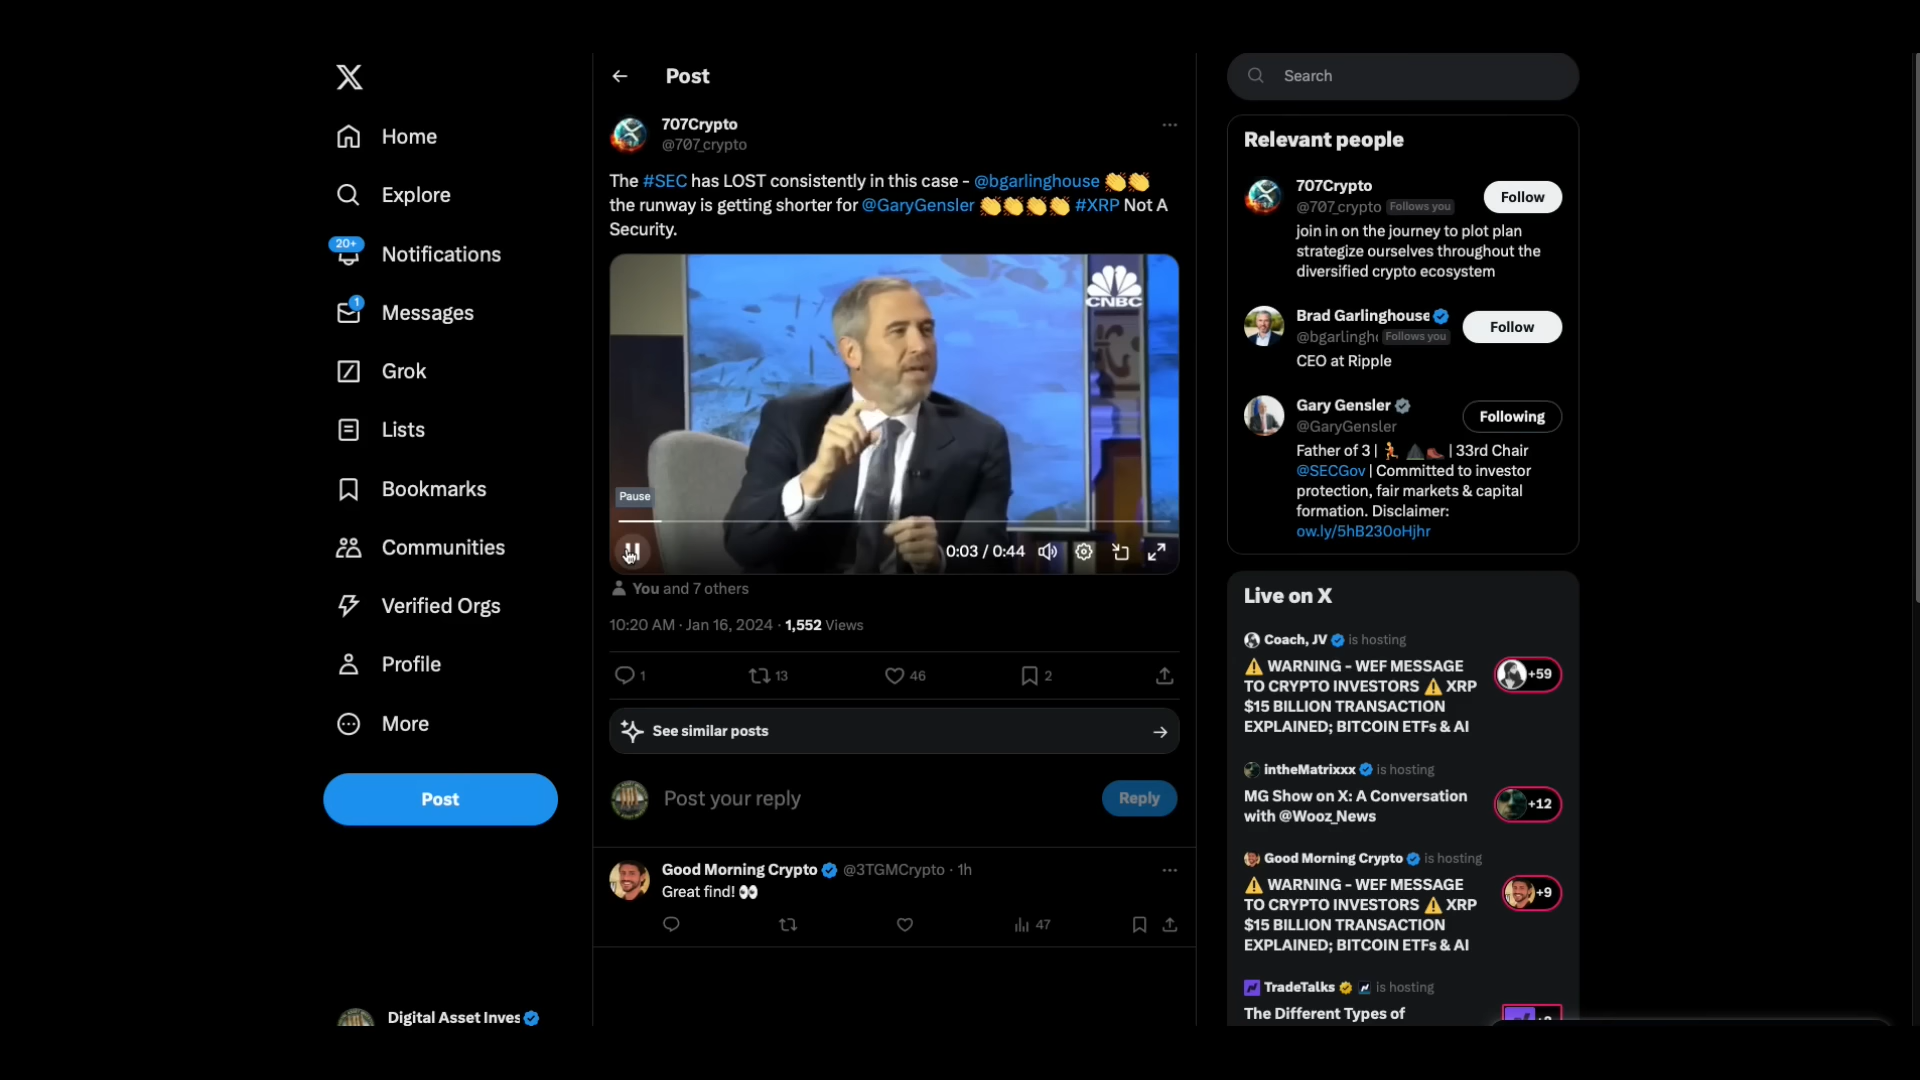 Home
Explore
20+
Notifications
1
Messages
Grok
Lists
Bookmarks
Communities
Verified Orgs
Profile
More
Post
Digital Asset Inves
Post
707Crypto
@707_crypto
The #SEC has LOST consistently in this case - @bgarlinghouse 👏👏
the runway is getting shorter for @GaryGensler 👏👏👏👏 #XRP Not A
Security.
CNBC
Pause
0:03 / 0:44
You and 7 others
10:20 AM · Jan 16, 2024 · 1,552 Views
1
13
46
2
See similar posts
Post your reply
Reply
Good Morning Crypto @3TGMCrypto · 1h
Great find! 👀
47
Search
Relevant people
707Crypto
@707_crypto Follows you
Follow
join in on the journey to plot plan
strategize ourselves throughout the
diversified crypto ecosystem
Brad Garlinghouse
@bgarlingh Follows you
Follow
CEO at Ripple
Gary Gensler
@GaryGensler
Following
Father of 3 | 🏃 ⛰️ 🥾 | 33rd Chair
@SECGov | Committed to investor
protection, fair markets & capital
formation. Disclaimer:
ow.ly/5hB230oHjhr
Live on X
Coach, JV is hosting
⚠️ WARNING - WEF MESSAGE
TO CRYPTO INVESTORS ⚠️ XRP
$15 BILLION TRANSACTION
EXPLAINED; BITCOIN ETFs & AI
+59
intheMatrixxx is hosting
MG Show on X: A Conversation
with @Wooz_News
+12
Good Morning Crypto is hosting
⚠️ WARNING - WEF MESSAGE
TO CRYPTO INVESTORS ⚠️ XRP
$15 BILLION TRANSACTION
EXPLAINED; BITCOIN ETFs & AI
+9
TradeTalks is hosting
The Different Types of